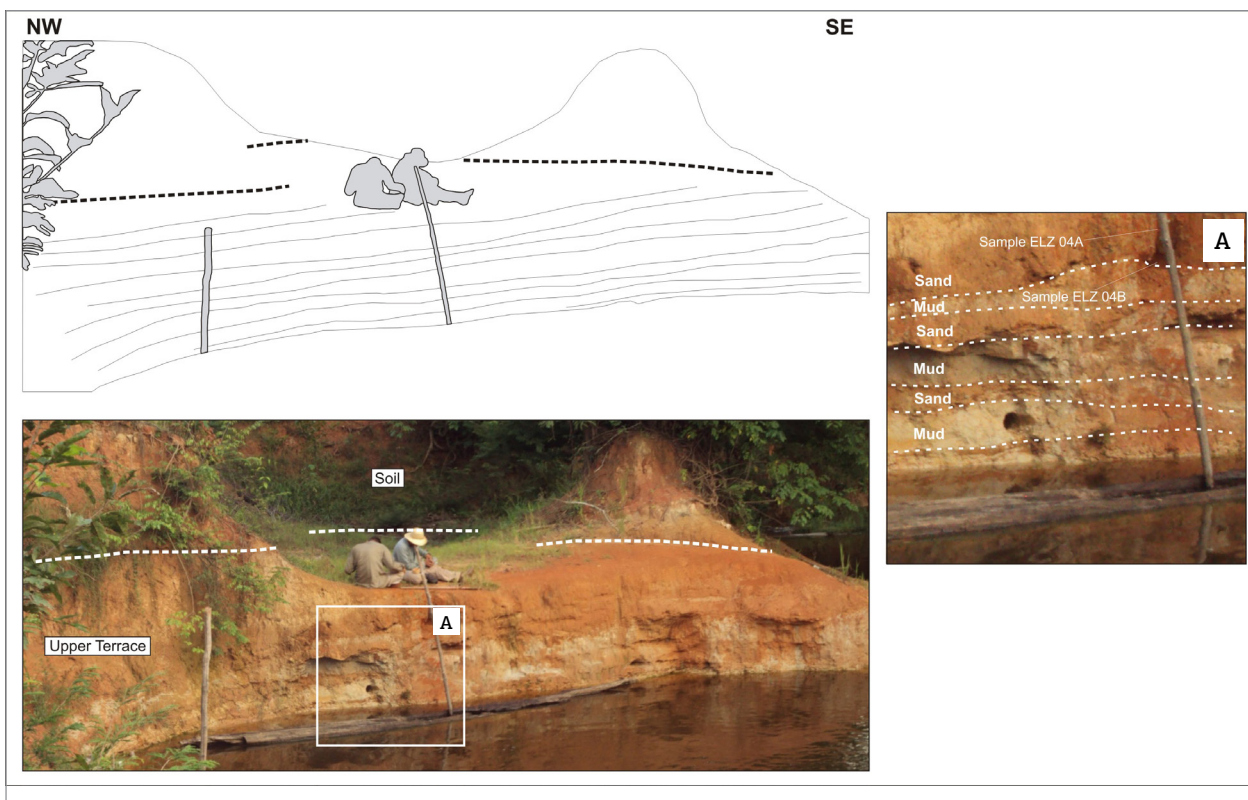 NW
SE
Soil
Upper Terrace
A
A
Sample ELZ 04A
Sand
Sample ELZ 04B
Mud
Sand
Mud
Sand
Mud